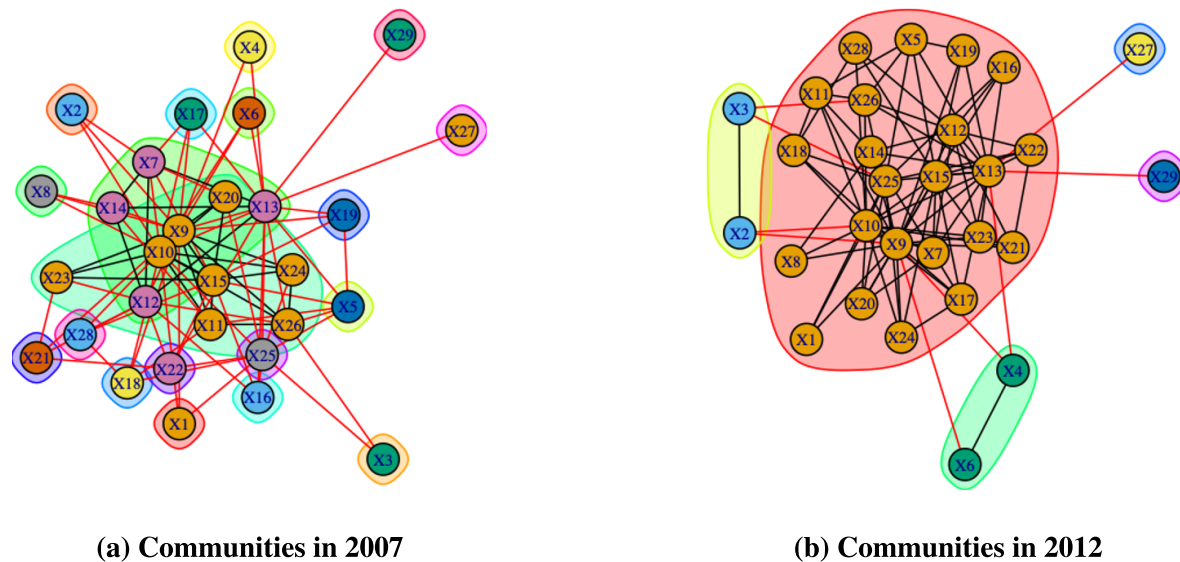 X4
X29
X2
X17
X6
X27
X7
X8
X14
X20
X13
X19
X9
X10
X23
X15
X24
X12
X5
X28
X11
X26
X21
X18
X22
X25
X16
X1
X3
(a) Communities in 2007
X28
X5
X19
X27
X16
X11
X26
X3
X12
X18
X14
X22
X25
X15
X13
X29
X2
X10
X9
X23
X21
X8
X7
X20
X17
X1
X24
X4
X6
(b) Communities in 2012